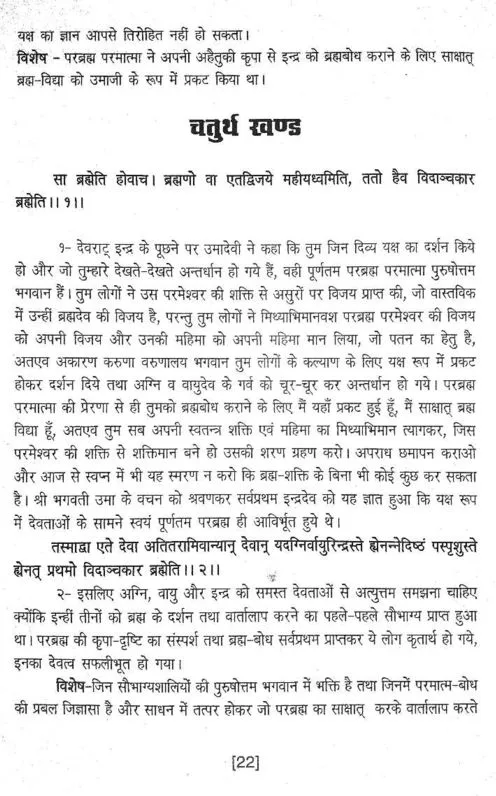 यक्ष का ज्ञान आपसे तिरोहित नहीं हो सकता।
विशेष – परब्रह्म परमात्मा ने अपनी अहैतुकी कृपा से इन्द्र को ब्रह्मबोध कराने के लिए साक्षात्
ब्रह्म-विद्या को उमाजी के रूप में प्रकट किया था।
चतुर्थ खण्ड
सा ब्रह्मेति होवाच। ब्रह्मणो वा एतद्विजये महीयध्वमिति, ततो हैव विदाञ्चकार
ब्रह्मेति।। १।।
१- देवराट् इन्द्र के पूछने पर उमादेवी ने कहा कि तुम जिन दिव्य यक्ष का दर्शन किये
हो और जो तुम्हारे देखते-देखते अन्तर्धान हो गये हैं, वही पूर्णतम परब्रह्म परमात्मा पुरुषोत्तम
भगवान हैं। तुम लोगों ने उस परमेश्वर की शक्ति से असुरों पर विजय प्राप्त की, जो वास्तविक
में उन्हीं ब्रह्मदेव की विजय है, परन्तु तुम लोगों ने मिथ्याभिमानवश परब्रह्म परमेश्वर की विजय
को अपनी विजय और उनकी महिमा को अपनी महिमा मान लिया, जो पतन का हेतु है,
अतएव अकारण करुणा वरुणालय भगवान तुम लोगों के कल्याण के लिए यक्ष रूप में प्रकट
होकर दर्शन दिये तथा अग्नि व वायुदेव के गर्व को चूर-चूर कर अन्तर्धान हो गये। परब्रह्म
परमात्मा की प्रेरणा से ही तुमको ब्रह्मबोध कराने के लिए मैं यहाँ प्रकट हुई हूँ, मैं साक्षात् ब्रह्म
विद्या हूँ, अतएव तुम सब अपनी स्वतन्त्र शक्ति एवं महिमा का मिथ्याभिमान त्यागकर, जिस
परमेश्वर की शक्ति से शक्तिमान बने हो उसकी शरण ग्रहण करो। अपराध छमापन कराओ
और आज से स्वप्न में भी यह स्मरण न करो कि ब्रह्म-शक्ति के बिना भी कोई कुछ कर सकता
है। श्री भगवती उमा के वचन को श्रवणकर सर्वप्रथम इन्द्रदेव को यह ज्ञात हुआ कि यक्ष रूप
में देवताओं के सामने स्वयं पूर्णतम परब्रह्म ही आविर्भूत हुये थे।
तस्माद्वा एते देवा अतितरामिवान्यान् देवान् यदग्निर्वायुरिन्द्रस्ते ह्येनन्नेदिष्ठं पस्पृशुस्ते
ह्येनत् प्रथमो विदाञ्चकार ब्रह्मेति।। २।।
२- इसलिए अग्नि, वायु और इन्द्र को समस्त देवताओं से अत्युत्तम समझना चाहिए
क्योंकि इन्हीं तीनों को ब्रह्म के दर्शन तथा वार्तालाप करने का पहले-पहले सौभाग्य प्राप्त हुआ
था। परब्रह्म की कृपा-दृष्टि का संस्पर्श तथा ब्रह्म-बोध सर्वप्रथम प्राप्तकर ये लोग कृतार्थ हो गये,
इनका देवत्व सफलीभूत हो गया।
विशेष-जिन सौभाग्यशालियों की पुरुषोत्तम भगवान में भक्ति है तथा जिनमें परमात्म-बोध
की प्रबल जिज्ञासा है और साधन में तत्पर होकर जो परब्रह्म का साक्षात् करके वार्तालाप करते
[22]